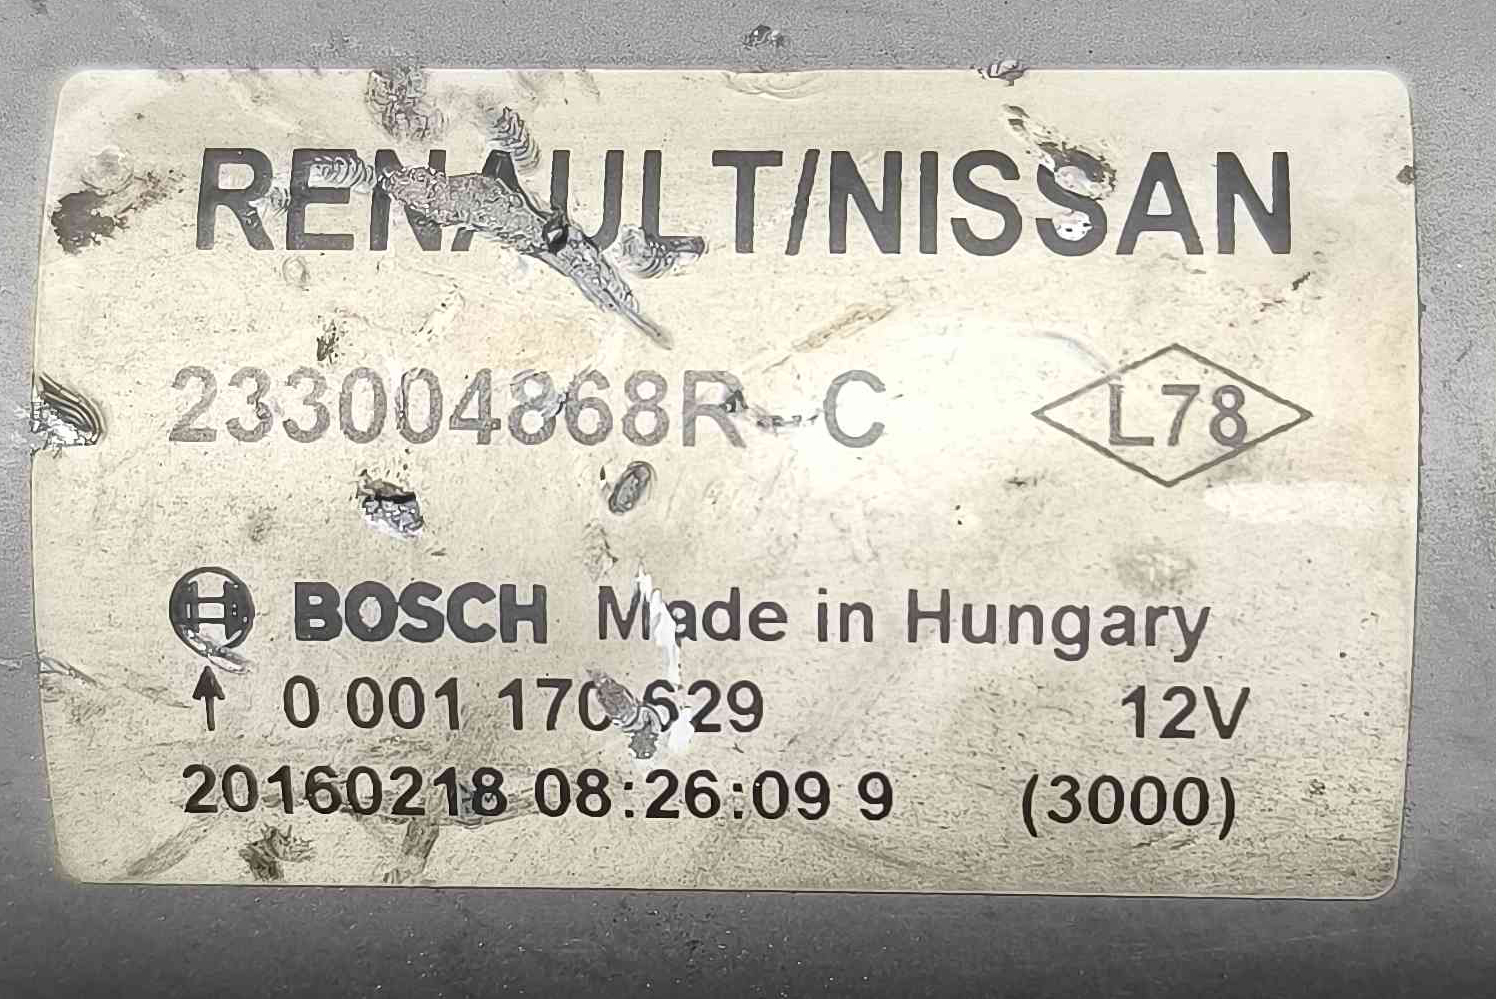 RENAULT/NISSAN
233004868R--C L78
BOSCH Made in Hungary
↑ 0 001 170 629 12V
20160218 08:26:09 9 (3000)